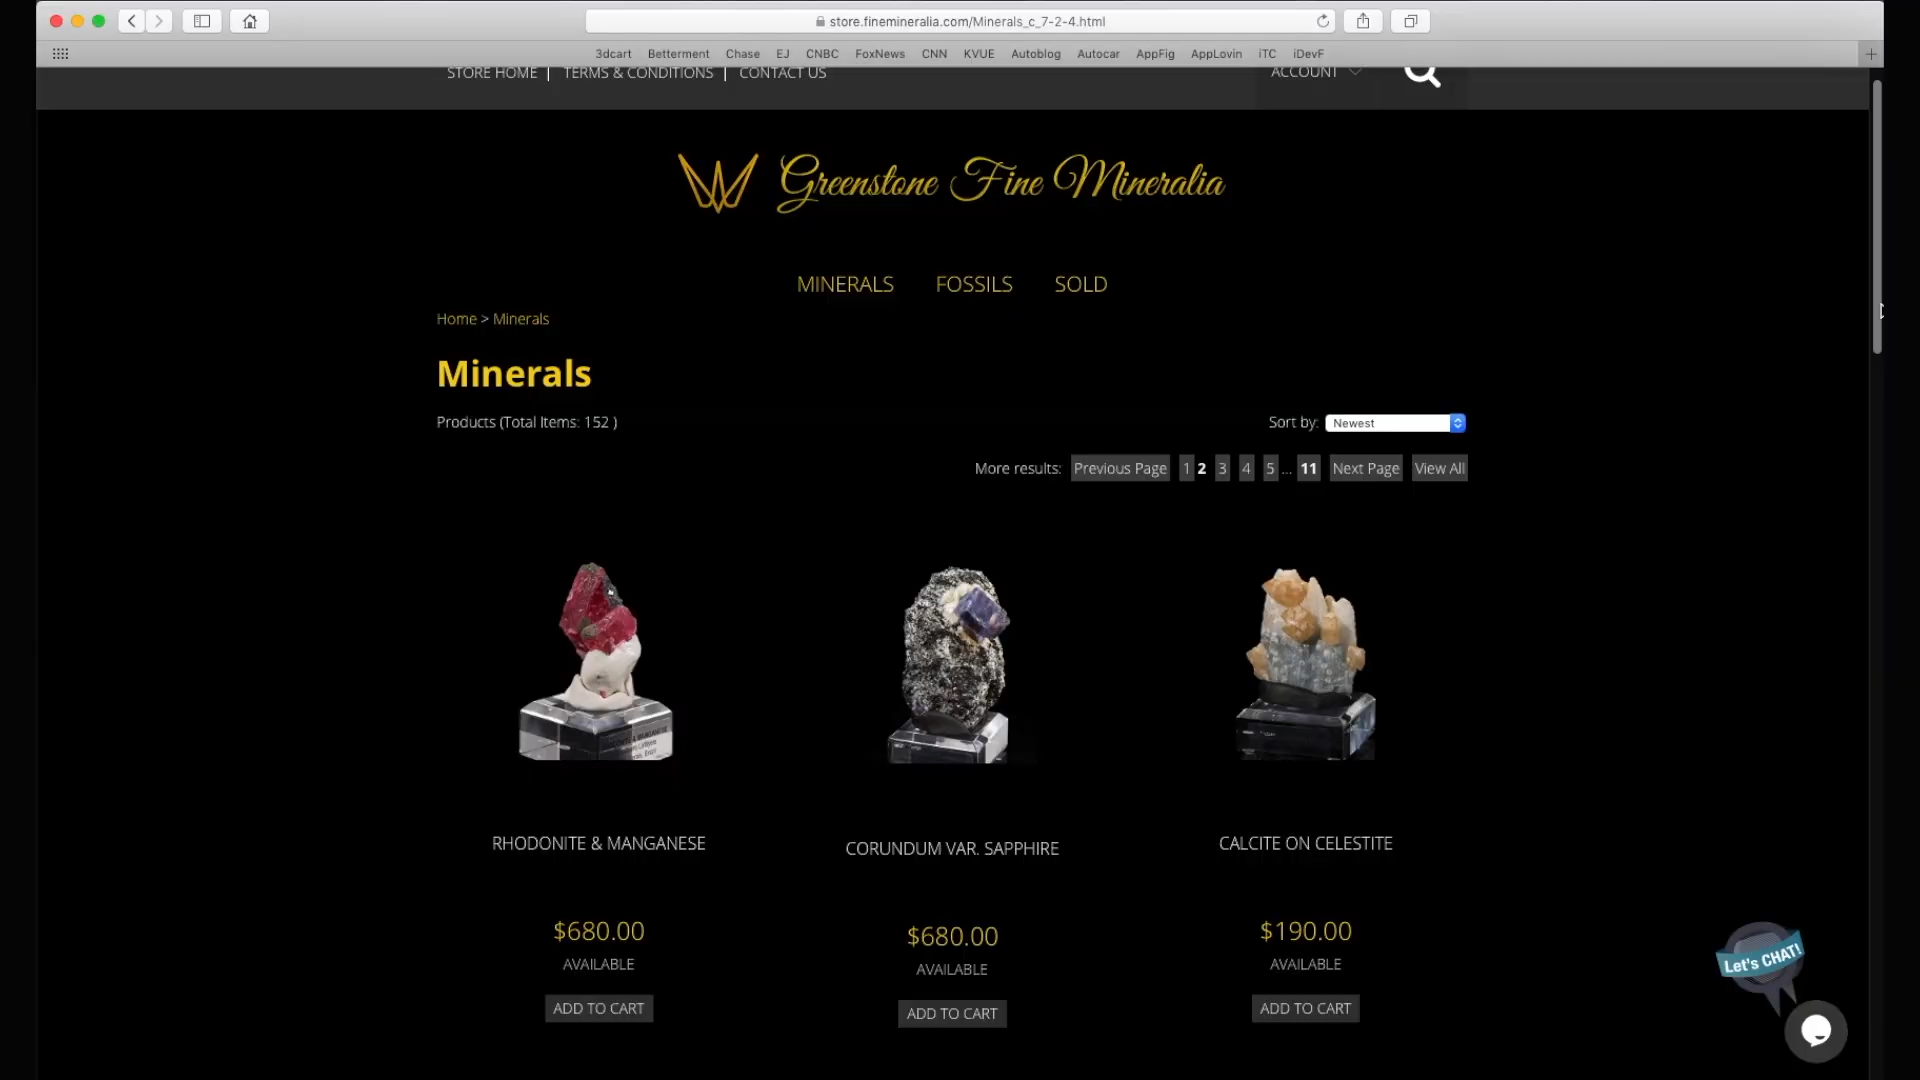 store.finemineralia.com/Minerals_c_7-2-4.html
3dcart Betterment Chase EJ CNBC FoxNews CNN KVUE Autoblog Autocar AppFig AppLovin iTC iDevF
STORE HOME | TERMS & CONDITIONS | CONTACT US ACCOUNT
Greenstone Fine Mineralia
MINERALS FOSSILS SOLD
Home > Minerals
Minerals
Products (Total Items: 152 ) Sort by: Newest
More results: Previous Page 1 2 3 4 5 ... 11 Next Page View All
RHODONITE & MANGANESE
$680.00
AVAILABLE
ADD TO CART
CORUNDUM VAR. SAPPHIRE
$680.00
AVAILABLE
ADD TO CART
CALCITE ON CELESTITE
$190.00
AVAILABLE
ADD TO CART
Let's CHAT!